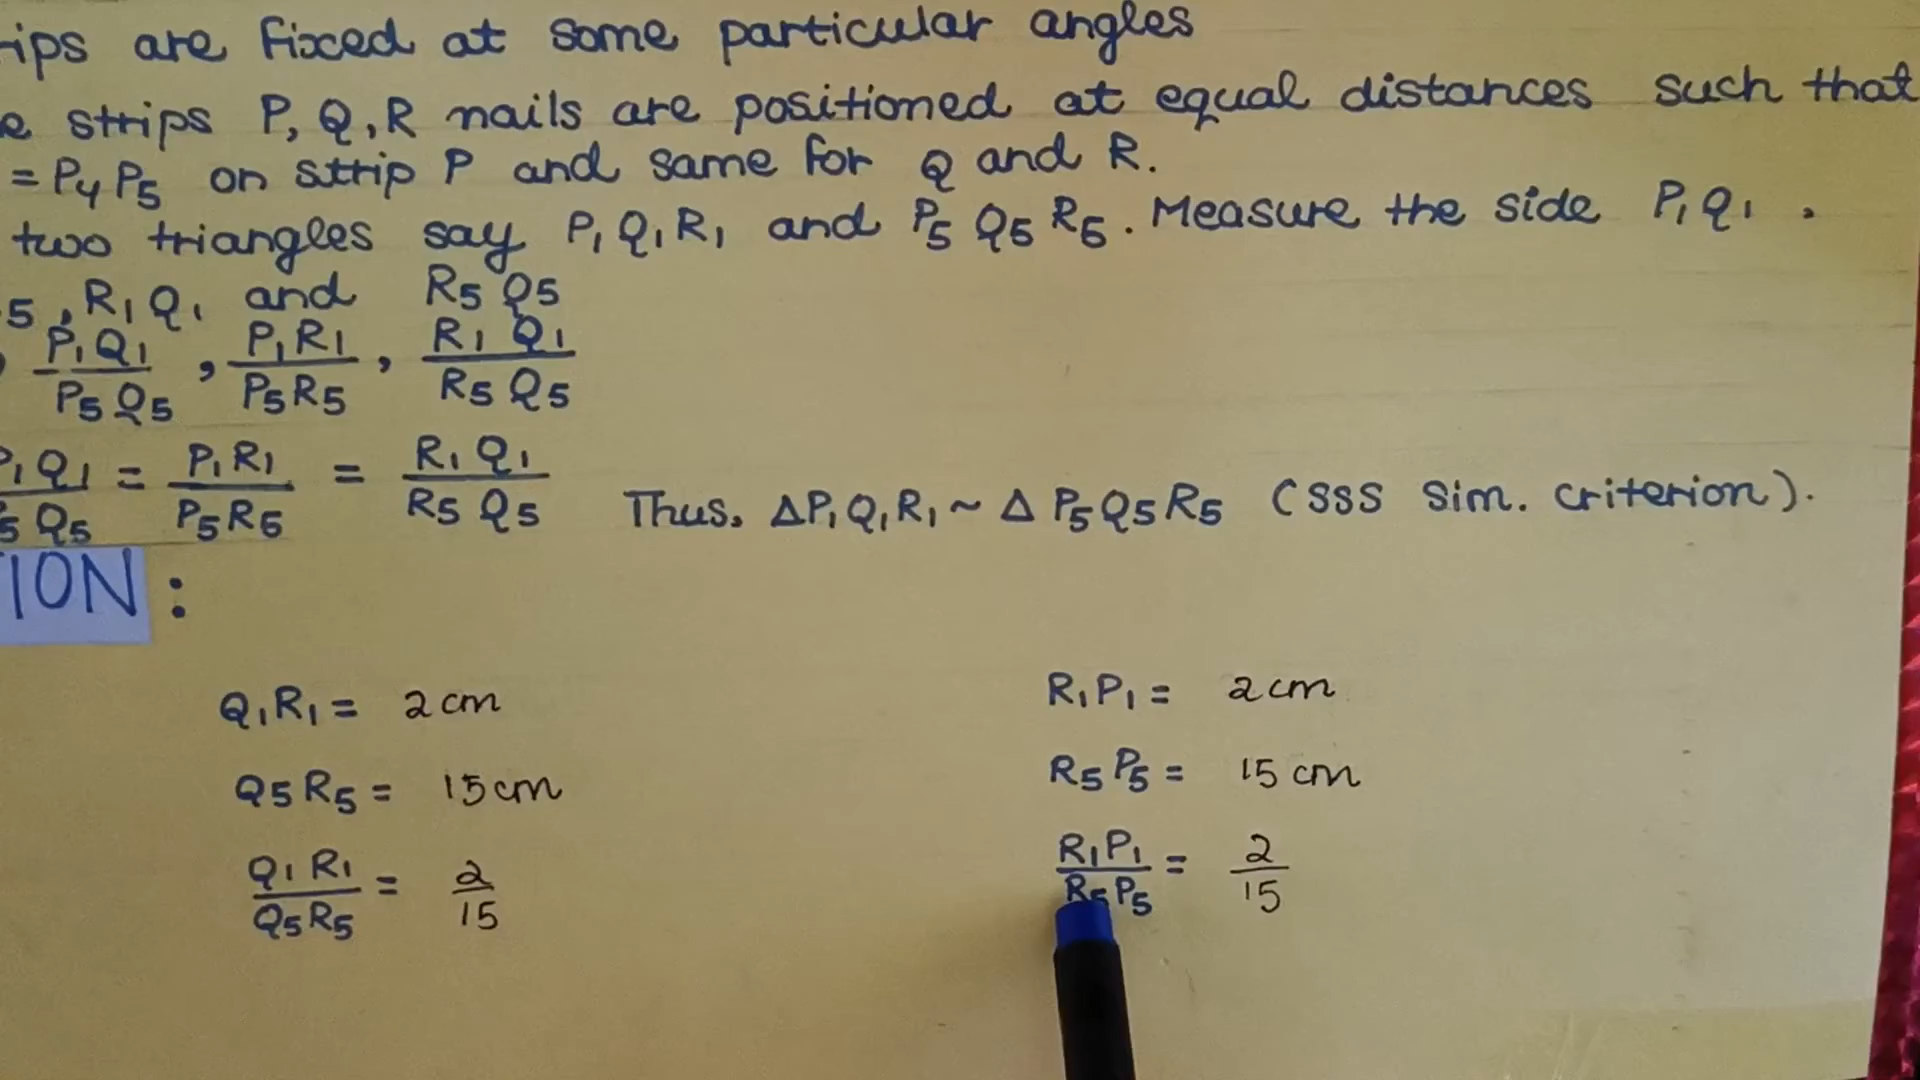 ips are fixed at some particular angles
e strips P, Q, R nails are positioned at equal distances such that
= P4 P5 on strip P and same for Q and R.
two triangles say P1 Q1 R1 and P5 Q5 R5. Measure the side P1 Q1 ,
5, R1 Q1 and R5 Q5
P1 Q1 / P5 Q5 , P1 R1 / P5 R5 , R1 Q1 / R5 Q5
P1 Q1 / 5 Q5 = P1 R1 / P5 R5 = R1 Q1 / R5 Q5 Thus, ΔP1 Q1 R1 ~ Δ P5 Q5 R5 (SSS Sim. criterion).
TION :
Q1 R1 = 2 cm R1 P1 = 2 cm
Q5 R5 = 15 cm R5 P5 = 15 cm
Q1 R1 / Q5 R5 = 2 / 15 R1 P1 / R5 P5 = 2 / 15